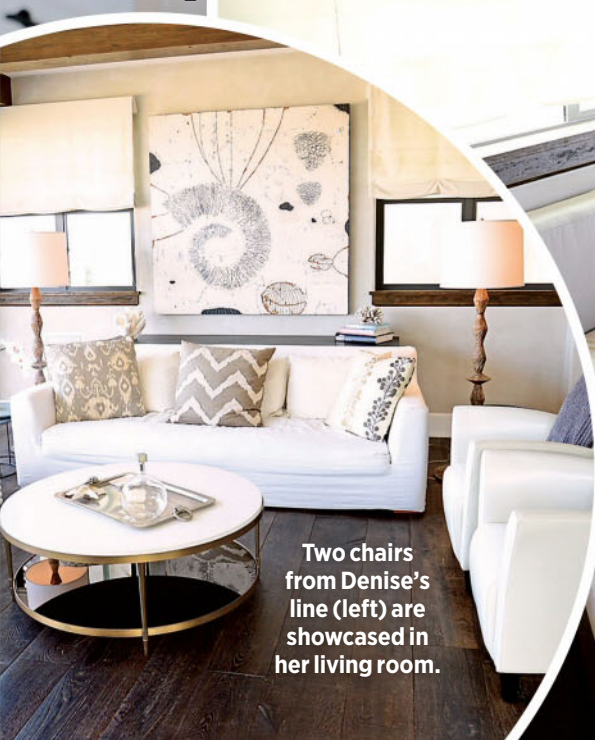 Two chairs
from Denise's
line (left) are
showcased in
her living room.